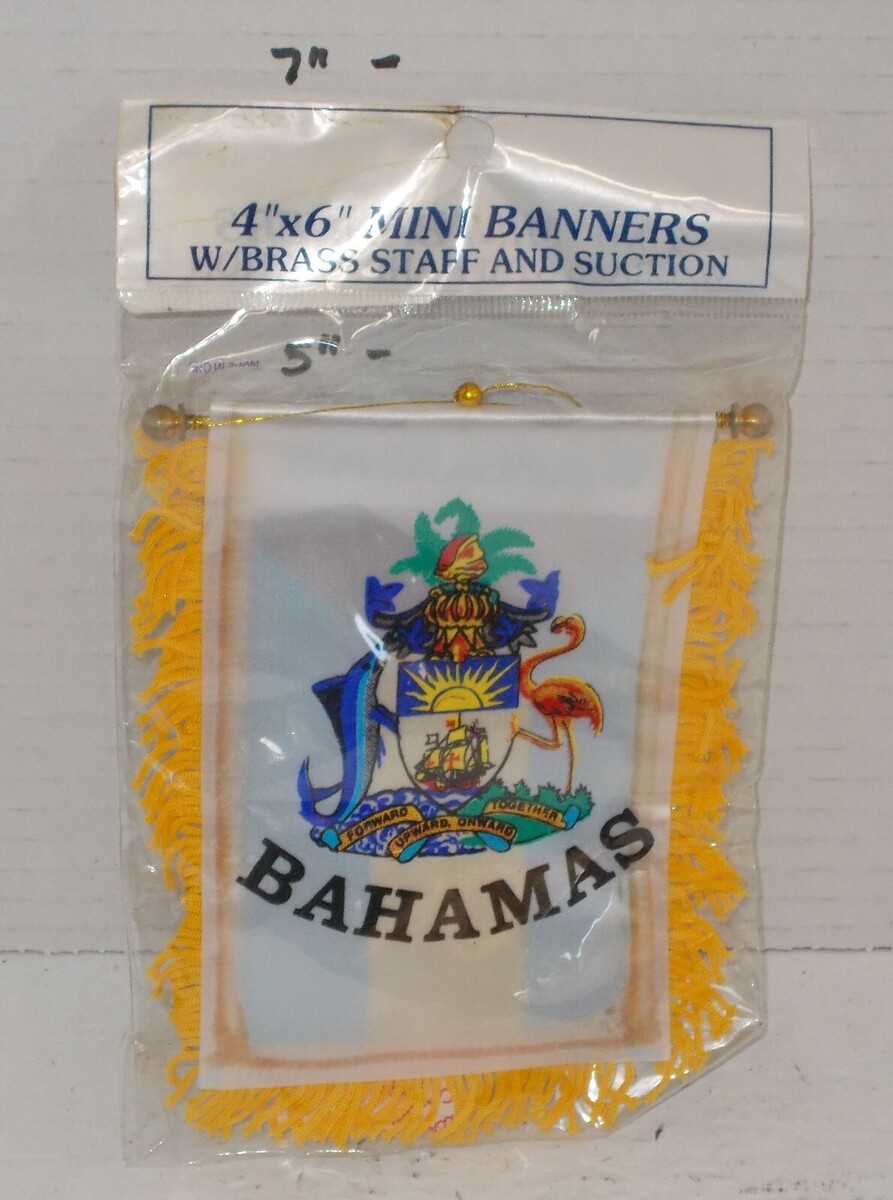 7" -
4"x6" MINI BANNERS
W/BRASS STAFF AND SUCTION
5" -
FORWARD
UPWARD, ONWARD
TOGETHER
BAHAMAS